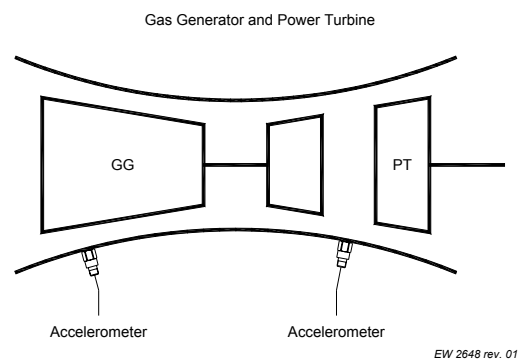 Gas Generator and Power Turbine
GG
PT
Accelerometer
Accelerometer
EW 2648 rev. 01